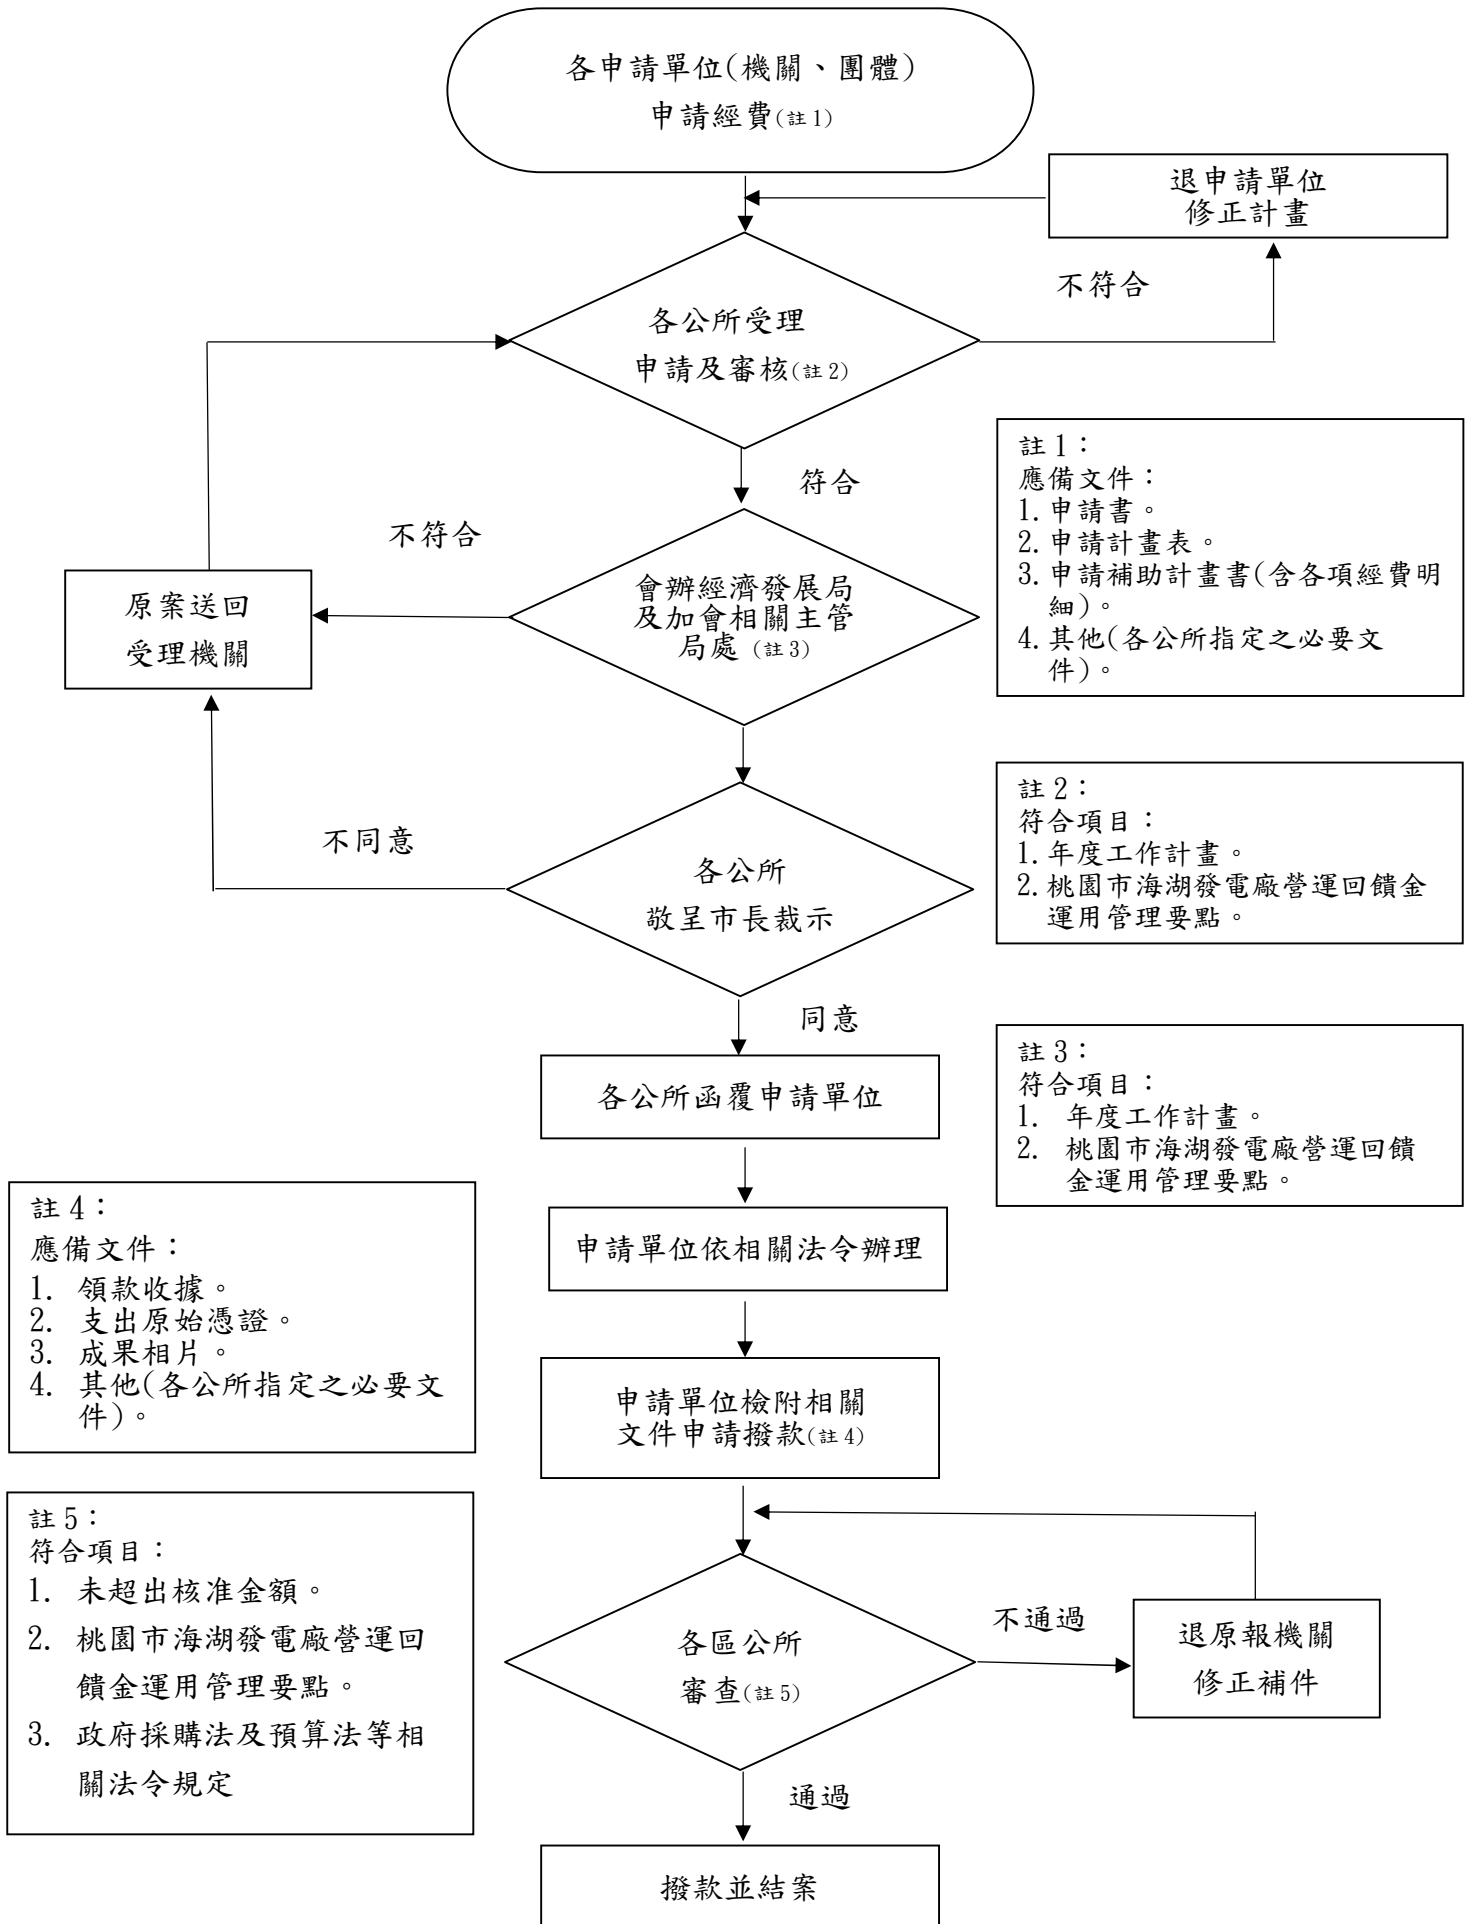 各申請單位(機關、團體)
申請經費(註1)
退申請單位
修正計畫
不符合
各公所受理
申請及審核(註2)
符合
註1：
應備文件：
1.申請書。
2.申請計畫表。
3.申請補助計畫書(含各項經費明
細)。
4.其他(各公所指定之必要文
件)。
不符合
會辦經濟發展局
及加會相關主管
局處(註3)
原案送回
受理機關
註2：
符合項目：
1.年度工作計畫。
2.桃園市海湖發電廠營運回饋金
運用管理要點。
不同意
各公所
敬呈市長裁示
同意
註3：
符合項目：
1. 年度工作計畫。
2. 桃園市海湖發電廠營運回饋
金運用管理要點。
各公所函覆申請單位
申請單位依相關法令辦理
註4：
應備文件：
1. 領款收據。
2. 支出原始憑證。
3. 成果相片。
4. 其他(各公所指定之必要文
件)。
申請單位檢附相關
文件申請撥款(註4)
註5：
符合項目：
1. 未超出核准金額。
2. 桃園市海湖發電廠營運回
饋金運用管理要點。
3. 政府採購法及預算法等相
關法令規定
各區公所
審查(註5)
不通過
退原報機關
修正補件
通過
撥款並結案